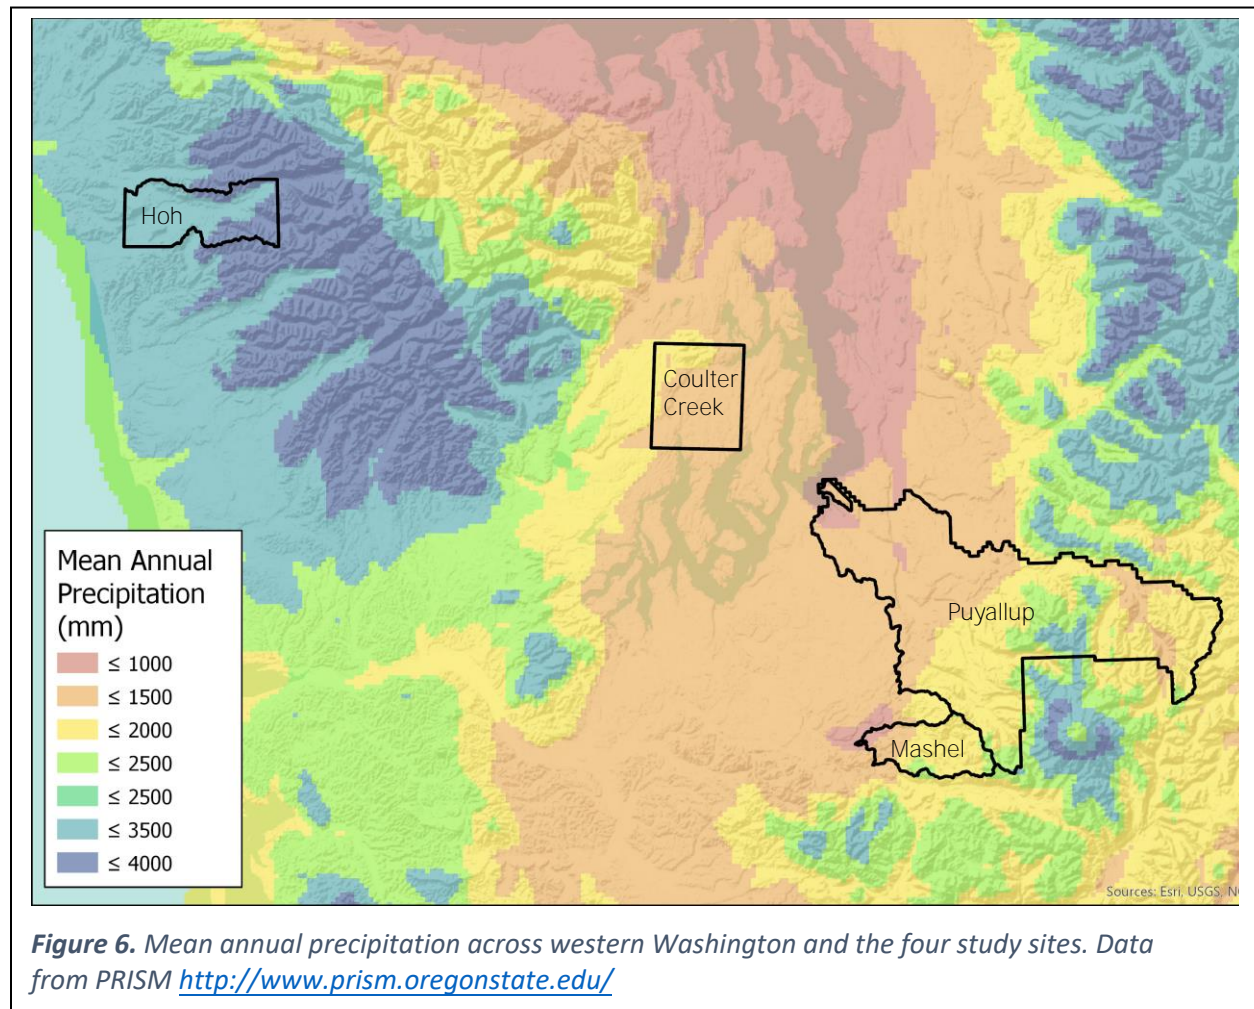 Hoh
Coulter
Creek
Puyallup
Mashel
Mean Annual
Precipitation
(mm)
≤ 1000
≤ 1500
≤ 2000
≤ 2500
≤ 2500
≤ 3500
≤ 4000
Sources: Esri, USGS,
Figure 6. Mean annual precipitation across western Washington and the four study sites. Data
from PRISM http://www.prism.oregonstate.edu/